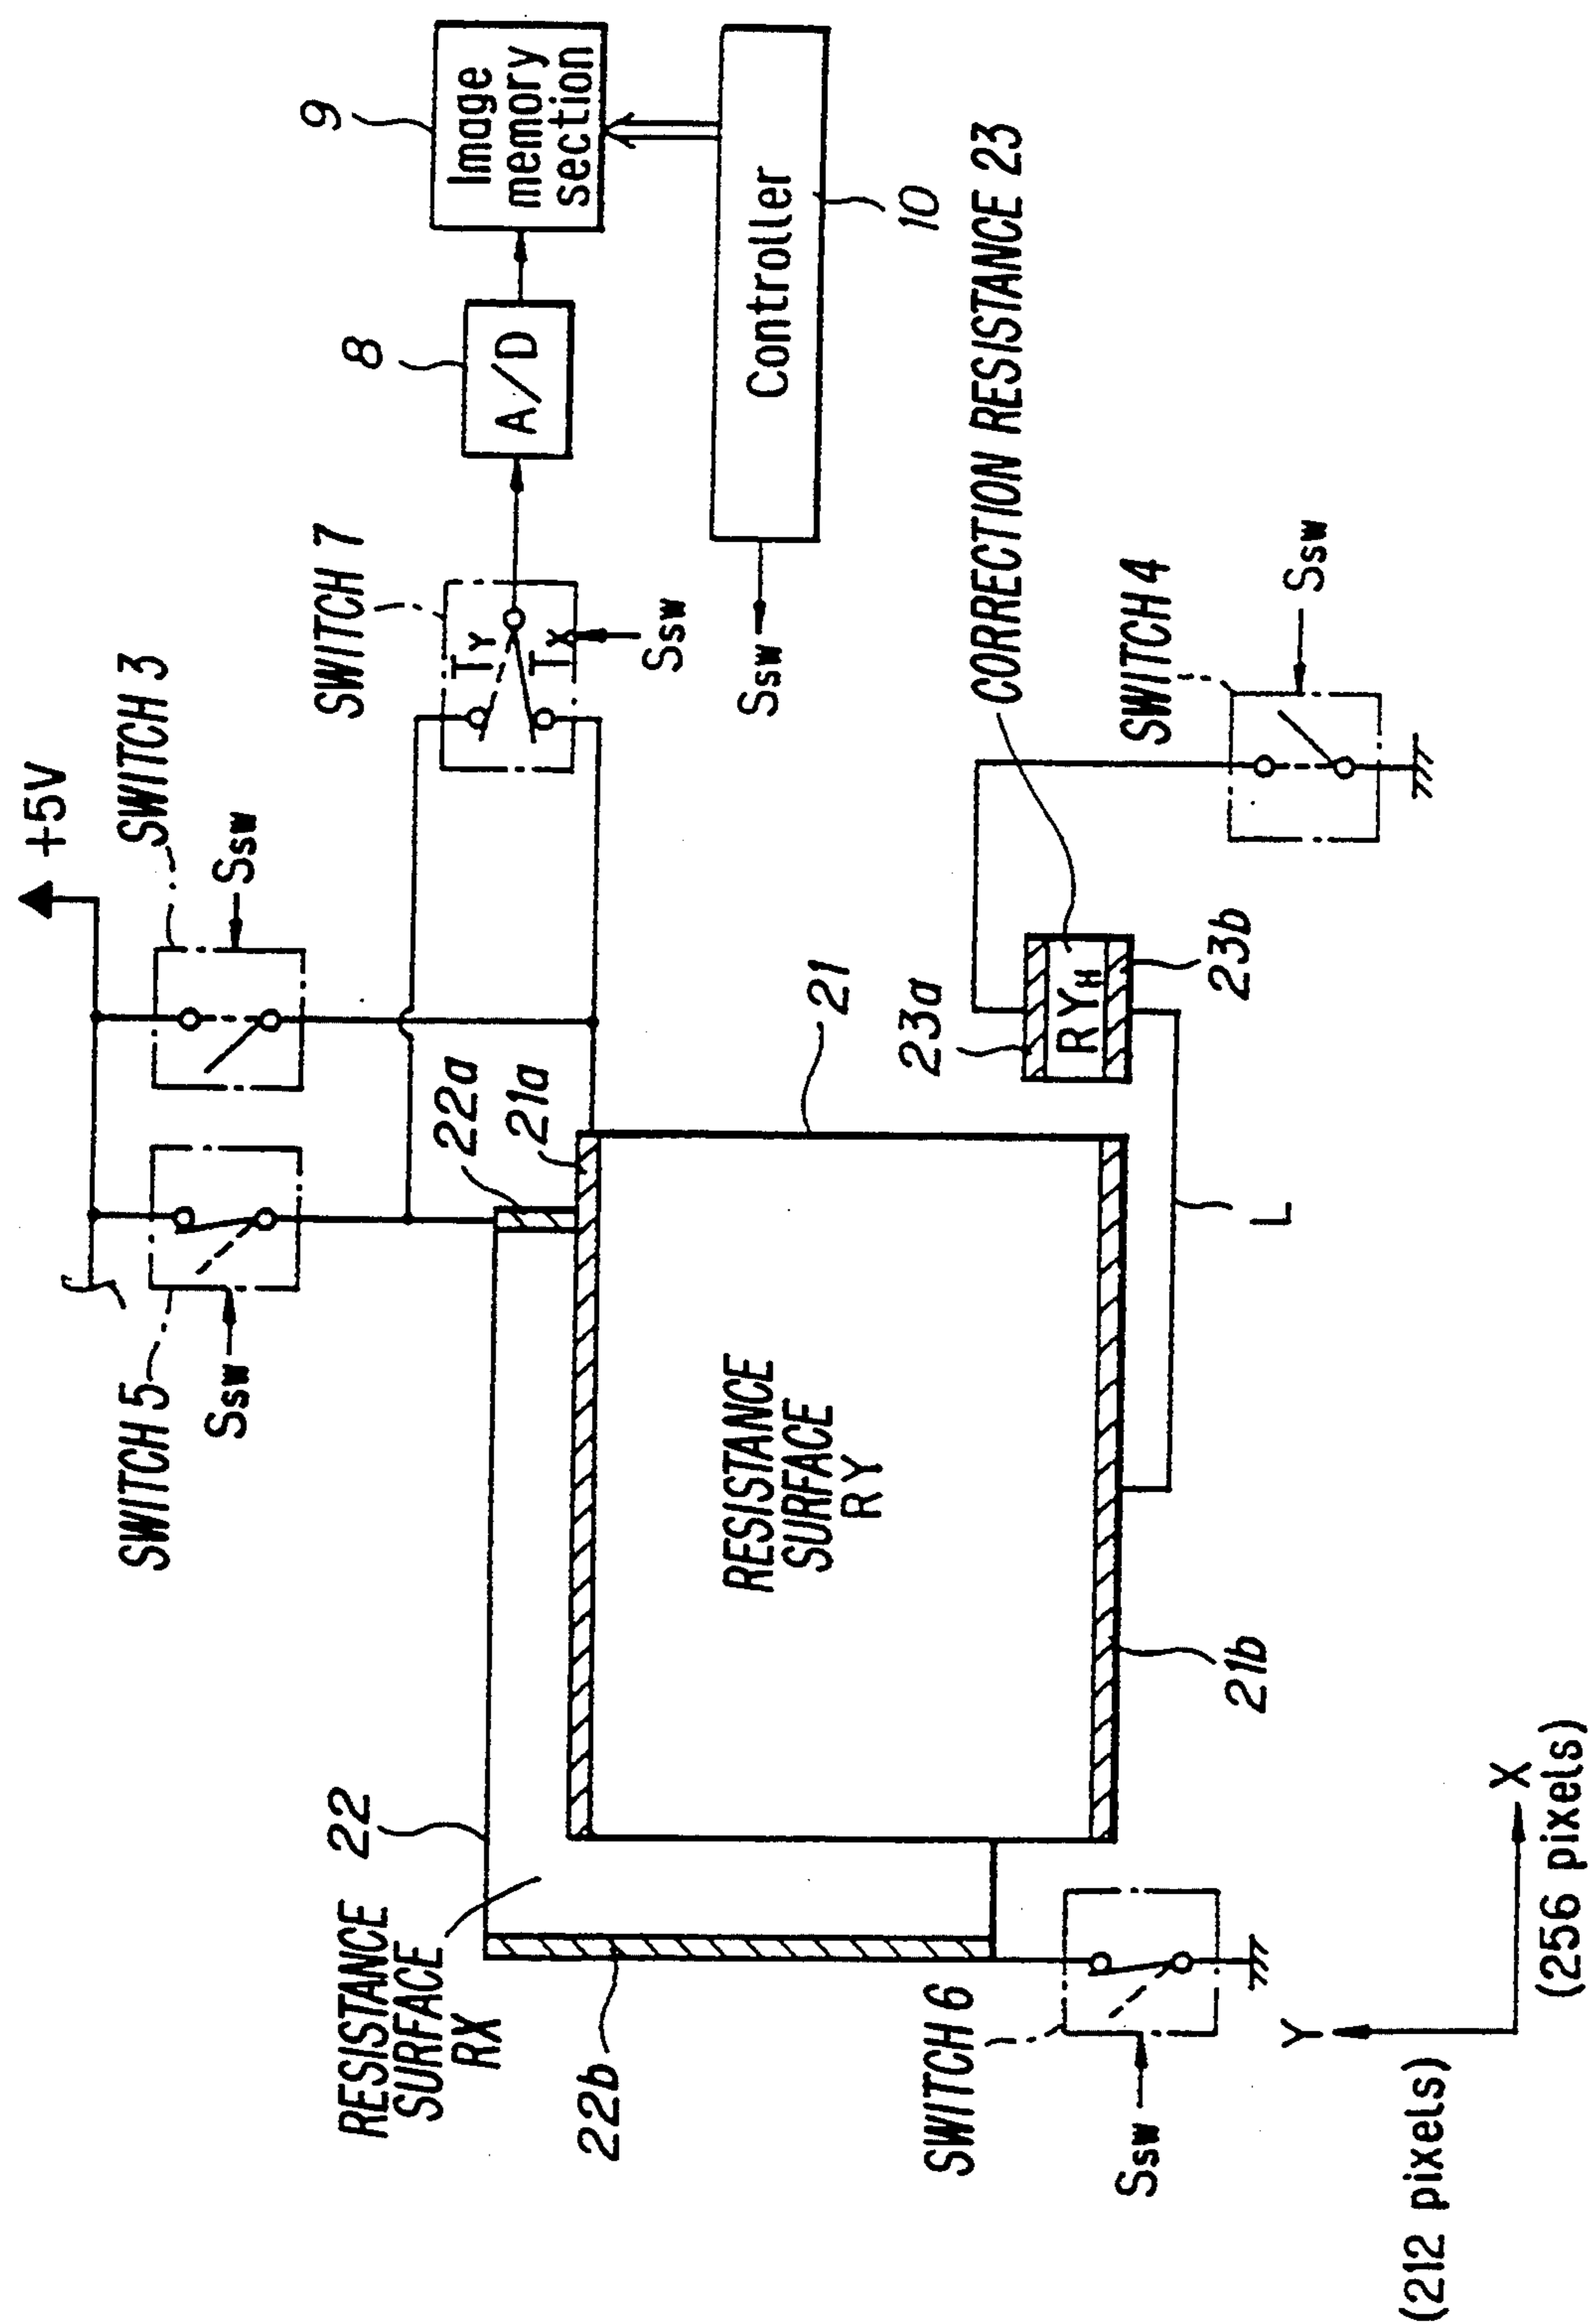 +5V
SWITCH 5
Ssw
SWITCH 3
Ssw
SWITCH 7
TY
TX
Ssw
8
A/D
9
Image
memory
section
Ssw
Controller
10
RESISTANCE
SURFACE
RX
22
22a
21a
22b
RESISTANCE
SURFACE
RY
21
21b
L
23a
RYH
23b
CORRECTION RESISTANCE 23
SWITCH 4
Ssw
SWITCH 6
Ssw
Y
(212 pixels)
X
(256 pixels)